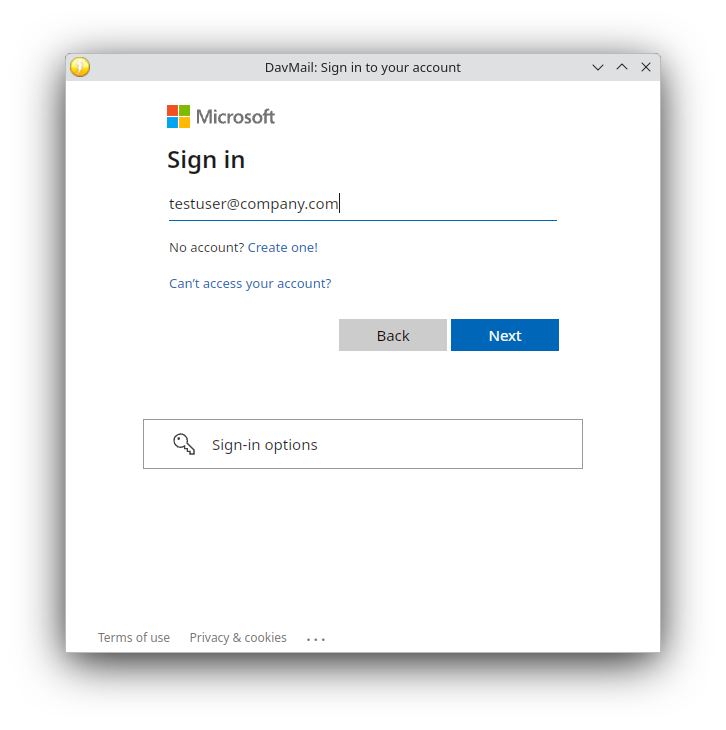 DavMail: Sign in to your account
Microsoft
Sign in
testuser@company.com
No account? Create one!
Can't access your account?
Back Next
Sign-in options
Terms of use Privacy & cookies ...